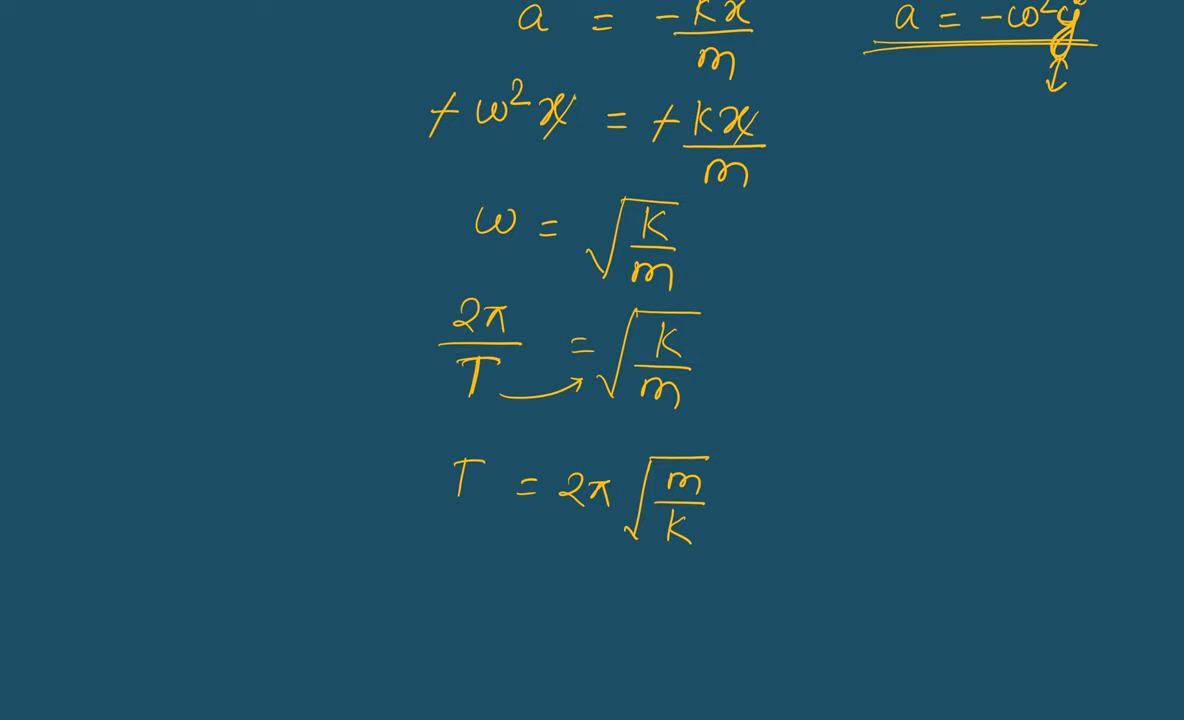 a = -kx/m    a = -ω²y
-ω²x = -kx/m
ω = √(k/m)
2π/T = √(k/m)
T = 2π√(m/k)